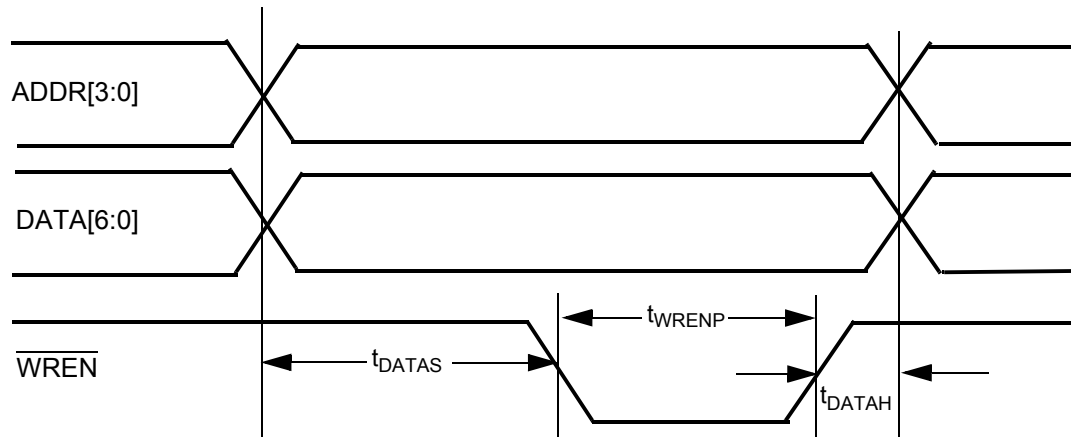 ADDR[3:0]
DATA[6:0]
tWRENP
WREN
tDATAS
tDATAH